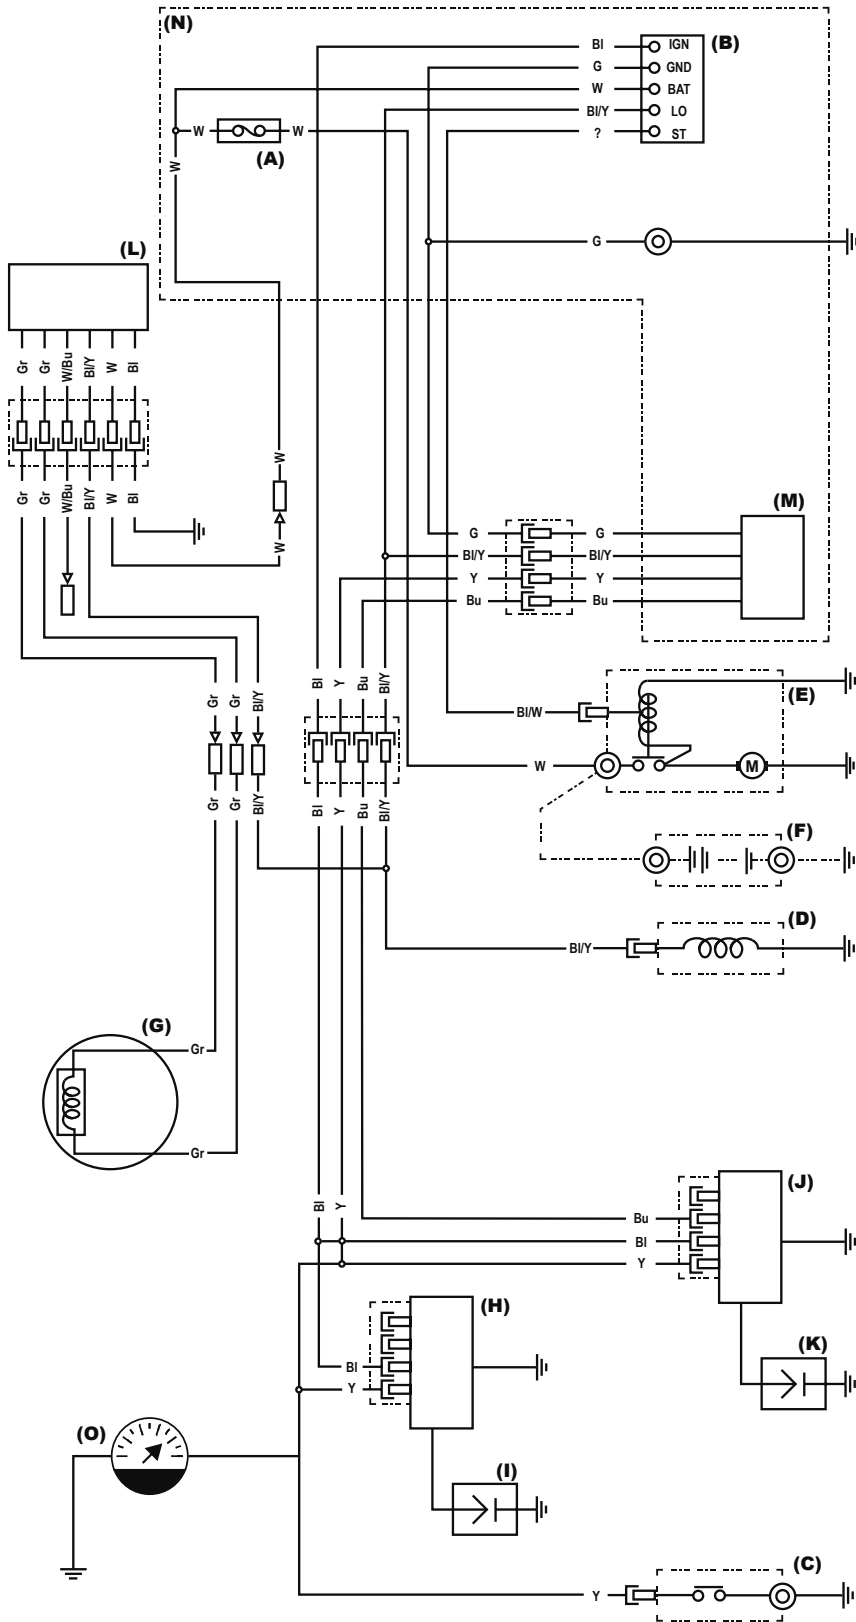 (N)
Bl IGN (B)
G GND
W BAT
Bl/Y LO
W W ? ST
(A)
W
G
(L)
Gr Gr W/Bu Bl/Y W Bl
W
Gr Gr W/Bu Bl/Y W Bl
W
(M)
G G
Bl/Y Bl/Y
Y Y
Bu Bu
Gr Gr Bl/Y Bl Y Bu Bl/Y
(E)
Bl/W
W M
Gr Gr Bl/Y Bl Y Bu Bl/Y
(F)
(D)
Bl/Y
(G)
Gr
Gr
(J)
Bl Y
Bu
Bl
Y
(H)
(K)
Bl
Y
(O)
(I)
(C)
Y